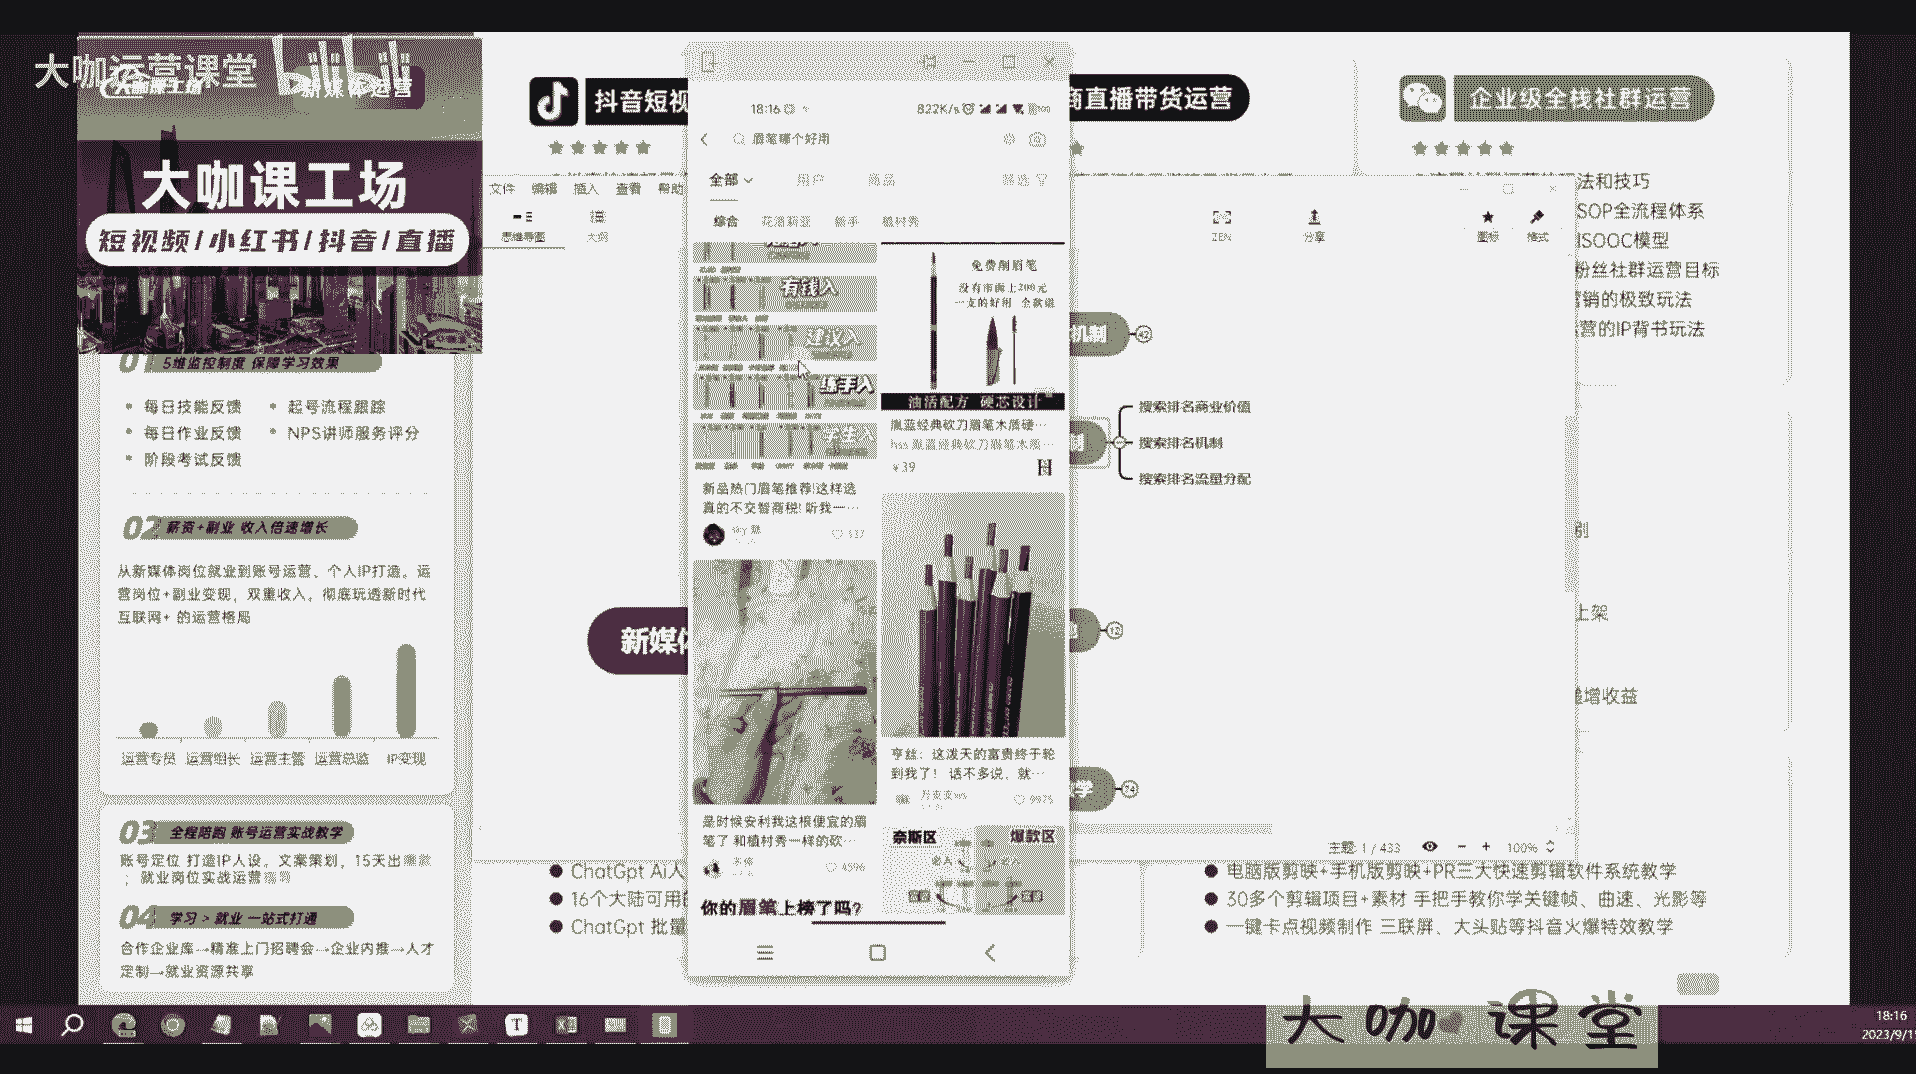 大咖运营课堂
bilibili
大咖课工场
新媒体运营
大咖课工场
短视频/小红书/抖音/直播
01 5维监控制度 保障学习效果
每日技能反馈
起号流程跟踪
每日作业反馈
NPS讲师服务评分
阶段考试反馈
02 薪资+副业 收入倍速增长
从新媒体岗位就业到账号运营、个人IP打造。运
营岗位+副业变现，双重收入，彻底玩透新时代
互联网+ 的运营格局
运营专员 运营组长 运营主管 运营总监 IP变现
03 全程陪跑 账号运营实战教学
账号定位 打造IP人设，文案策划，15天出爆款
；就业岗位实战运营
04 学习 > 就业 一站式打通
合作企业库→精准上门招聘会→企业内推→人才
定制→就业资源共享
抖音短视
商直播带货运营
企业级全栈社群运营
文件 编辑 插入 查看 帮助
思维导图 大纲
ZEN 分享 图标 格式
18:16
822K/s
眉笔哪个好用
全部 用户 商品 筛选
综合 花洛莉亚 新手 植村秀
有钱入
建议入
练手入
学生入
新品热门眉笔推荐!这样选
真的不交智商税! 听我一…
137
是时候安利我这根便宜的眉
笔了 和植村秀一样的砍…
4596
你的眉笔上榜了吗?
免费削眉笔
没有市面上200元
一支的好用 全款退
油活配方 硬芯设计
胤蓝经典砍刀眉笔木质硬…
hss 胤蓝经典砍刀眉笔木质…
¥39
亨丝：这泼天的富贵终于轮
到我了！ 话不多说，就…
9975
奈斯区
爆款区
新媒体
机制
42
搜索排名商业价值
搜索排名机制
搜索排名流量分配
12
学
74
法和技巧
SOP全流程体系
ISOOC模型
粉丝社群运营目标
营销的极致玩法
营的IP背书玩法
别
上架
增收益
主题: 1 / 433
100%
ChatGpt AI人
16个大陆可用的
ChatGpt 批量
电脑版剪映+手机版剪映+PR三大快速剪辑软件系统教学
30多个剪辑项目+素材 手把手教你学关键帧、曲速、光影等
一键卡点视频制作 三联屏、大头贴等抖音火爆特效教学
大咖课堂
18:16
2023/9/1